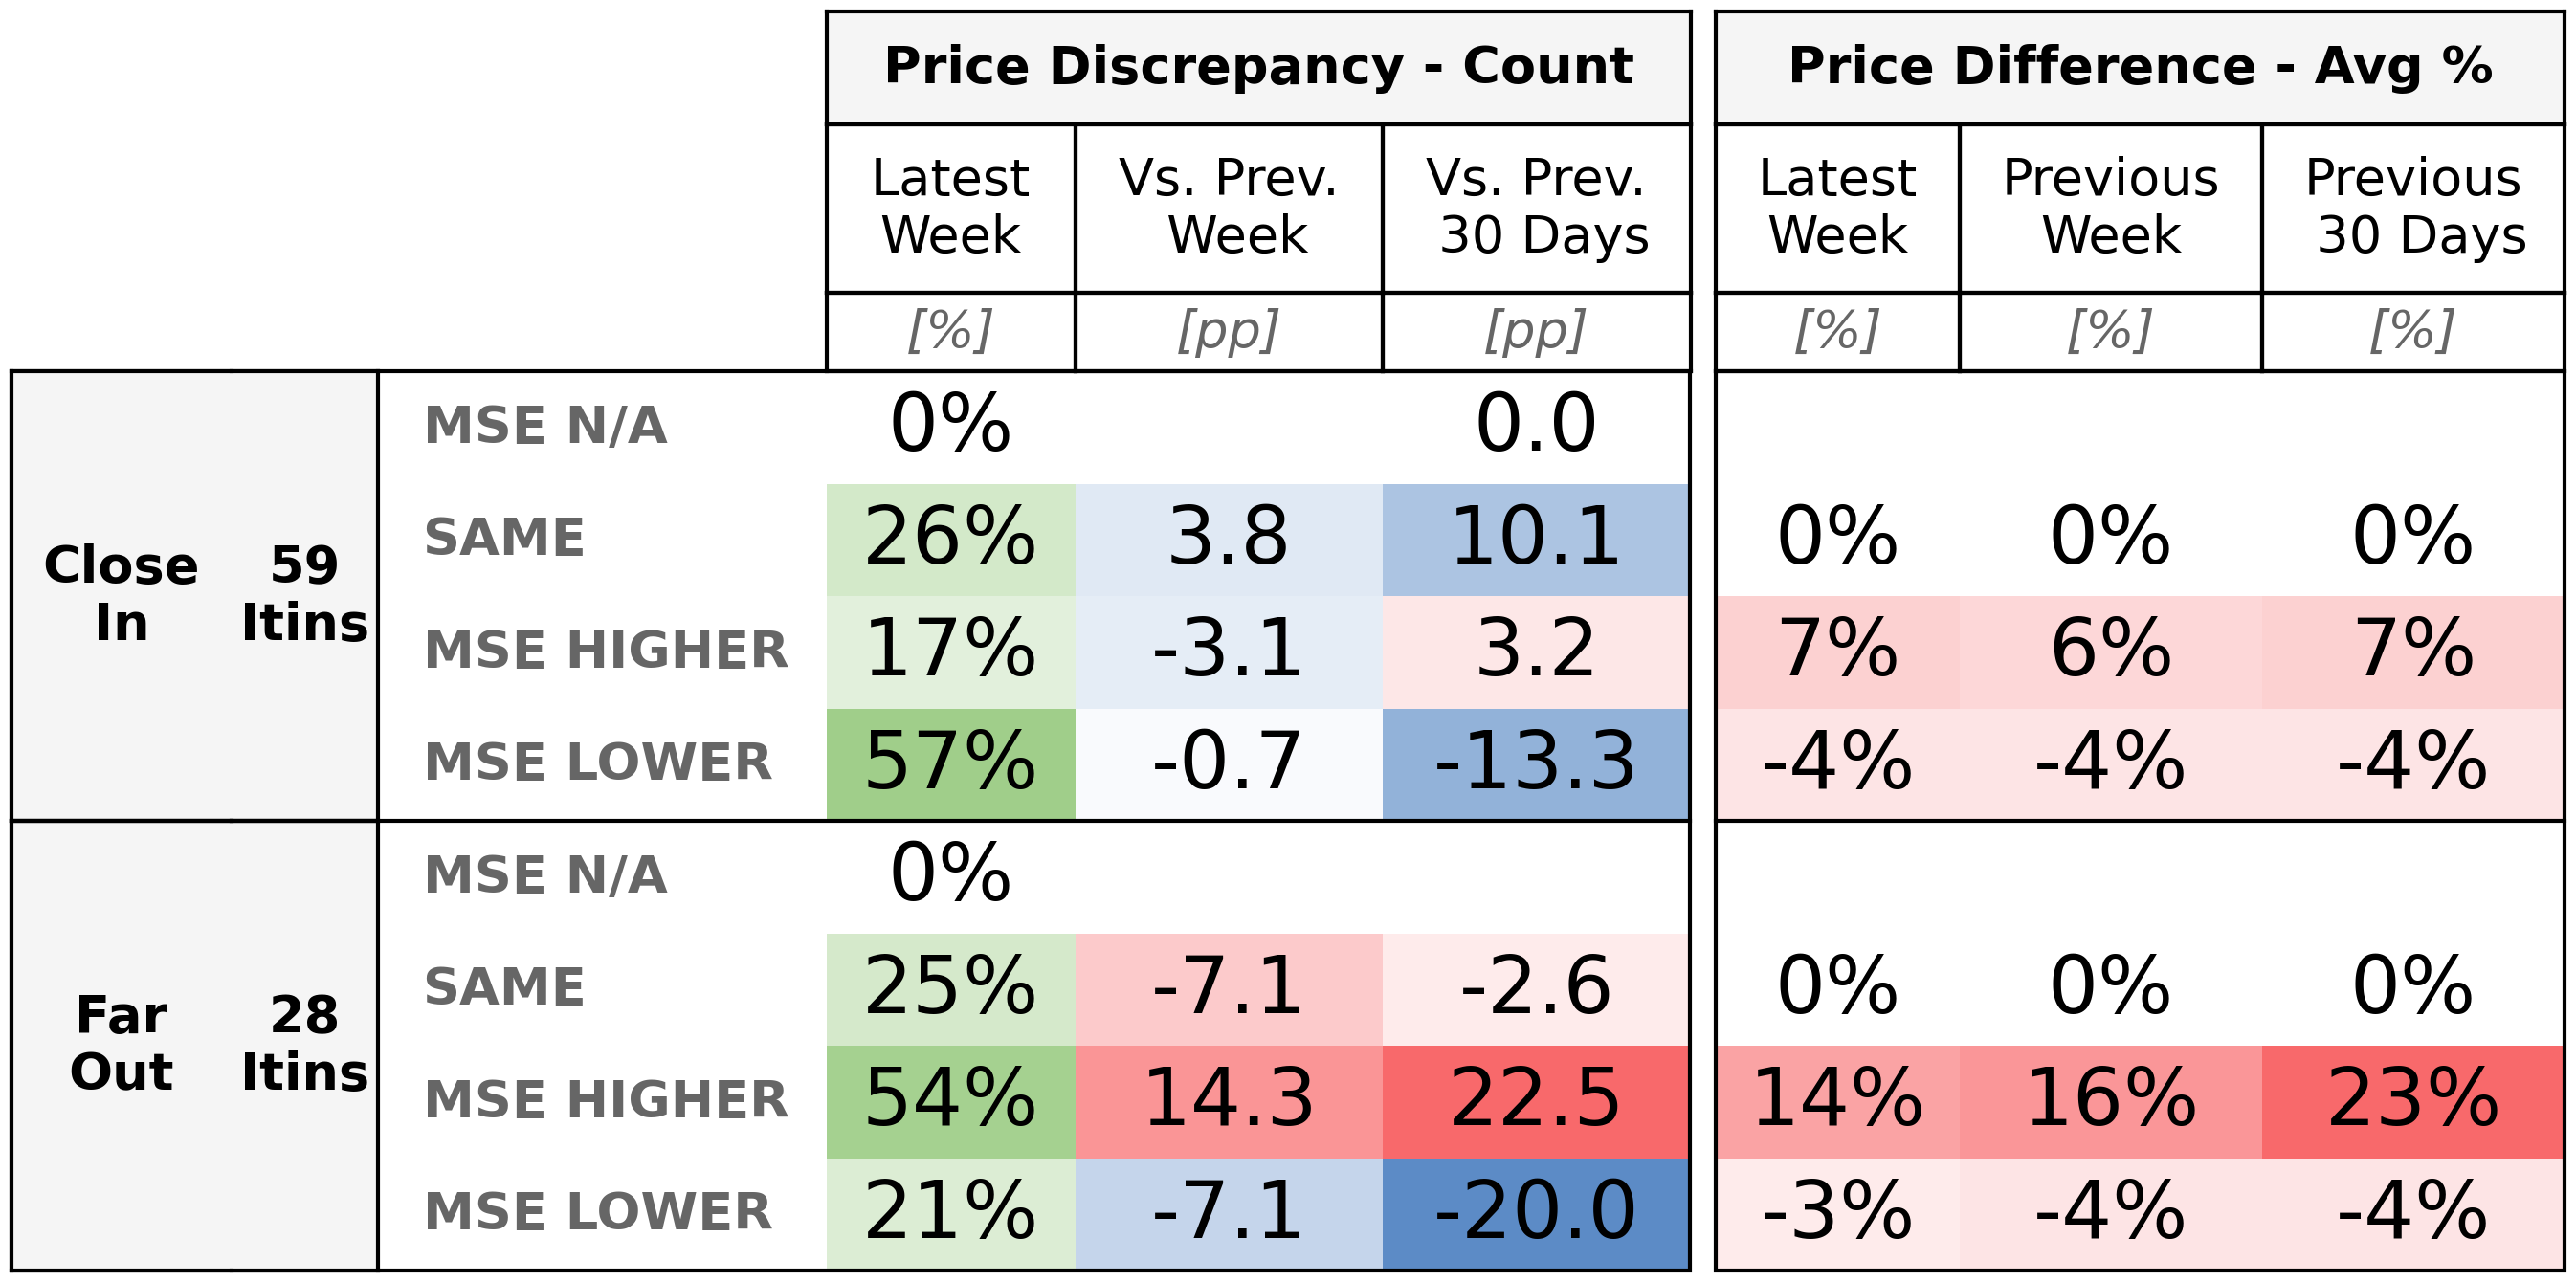 Price Discrepancy - Count Price Difference - Avg %
Latest Week Vs. Prev. Week Vs. Prev. 30 Days Latest Week Previous Week Previous 30 Days
[%] [pp] [pp] [%] [%] [%]
Close In 59 Itins
MSE N/A 0% 0.0
SAME 26% 3.8 10.1 0% 0% 0%
MSE HIGHER 17% -3.1 3.2 7% 6% 7%
MSE LOWER 57% -0.7 -13.3 -4% -4% -4%
Far Out 28 Itins
MSE N/A 0%
SAME 25% -7.1 -2.6 0% 0% 0%
MSE HIGHER 54% 14.3 22.5 14% 16% 23%
MSE LOWER 21% -7.1 -20.0 -3% -4% -4%